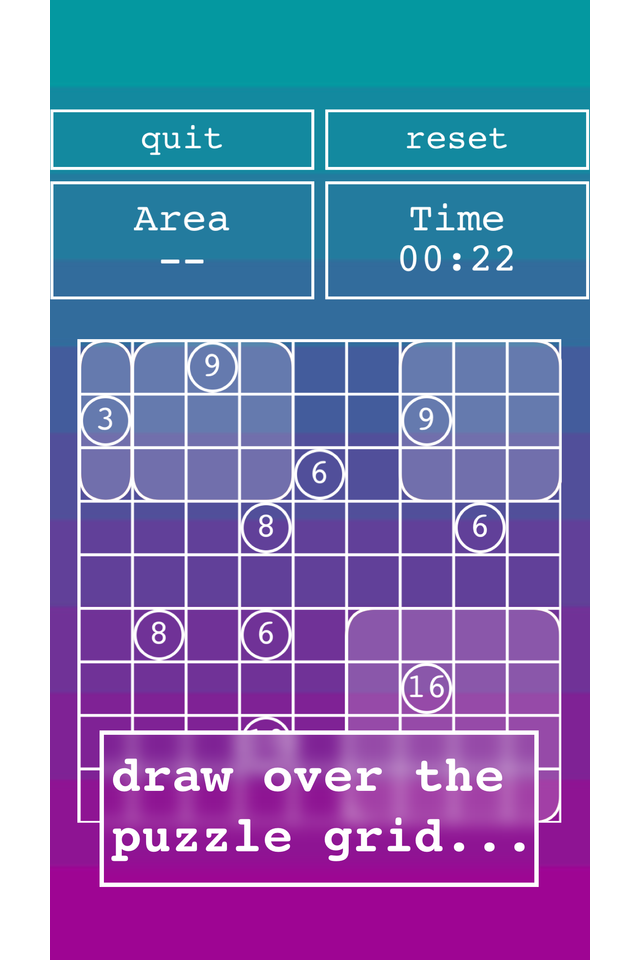 quit reset
Area Time
-- 00:22
9
3 9
6
8 6
8 6
16
draw over the
puzzle grid...